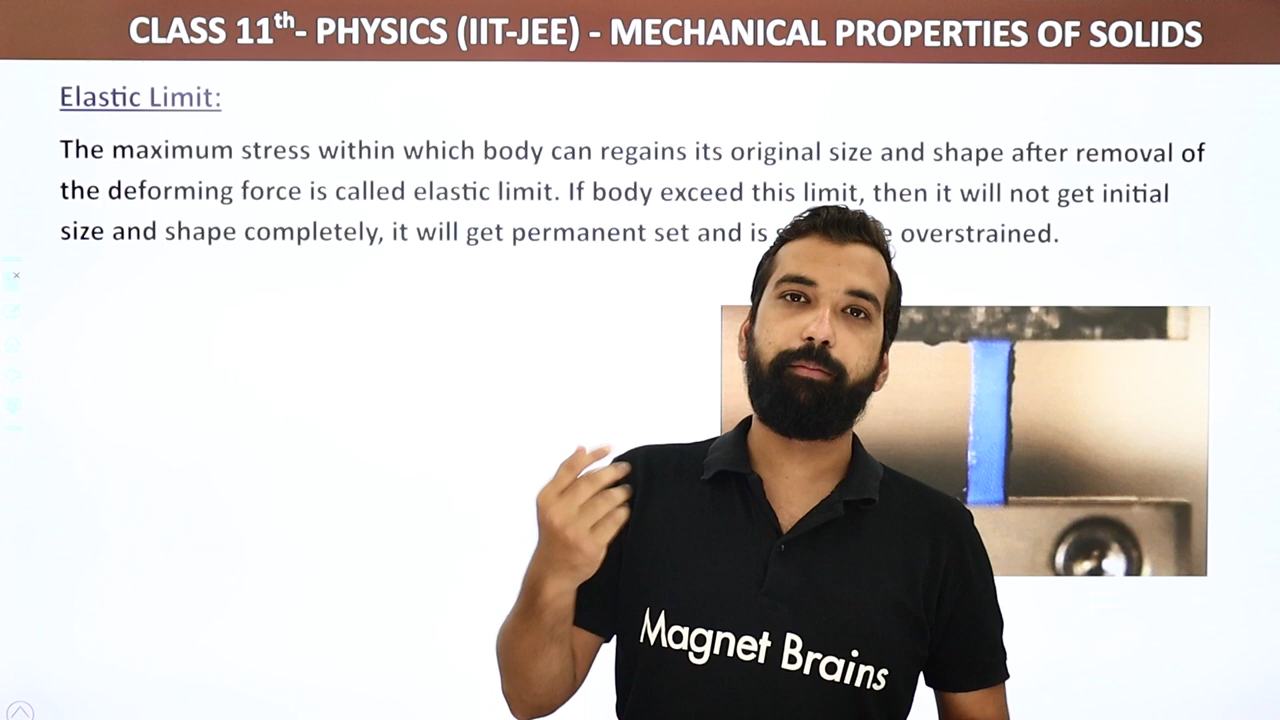 CLASS 11th- PHYSICS (IIT-JEE) - MECHANICAL PROPERTIES OF SOLIDS
Elastic Limit:
The maximum stress within which body can regains its original size and shape after removal of
the deforming force is called elastic limit. If body exceed this limit, then it will not get initial
size and shape completely, it will get permanent set and is overstrained.
Magnet Brains